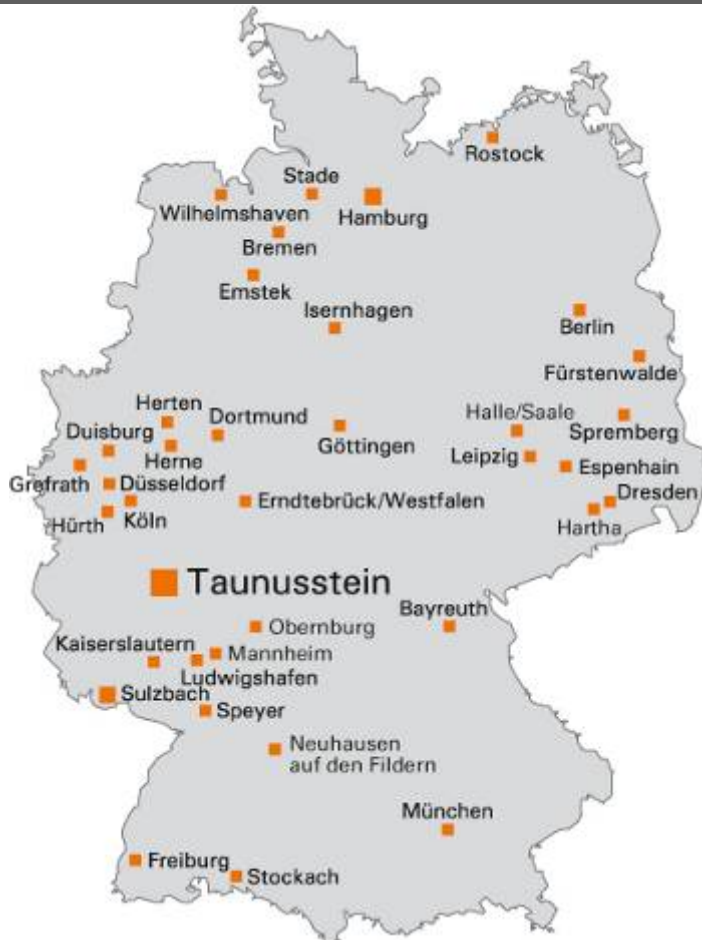 Rostock
Stade
Wilhelmshaven
Hamburg
Bremen
Emstek
Isernhagen
Berlin
Fürstenwalde
Herten
Dortmund
Halle/Saale
Duisburg
Göttingen
Spremberg
Herne
Leipzig
Espenhain
Grefrath
Düsseldorf
Dresden
Erndtebrück/Westfalen
Hürth
Köln
Hartha
Taunusstein
Bayreuth
Obernburg
Kaiserslautern
Mannheim
Ludwigshafen
Sulzbach
Speyer
Neuhausen
auf den Fildern
München
Freiburg
Stockach